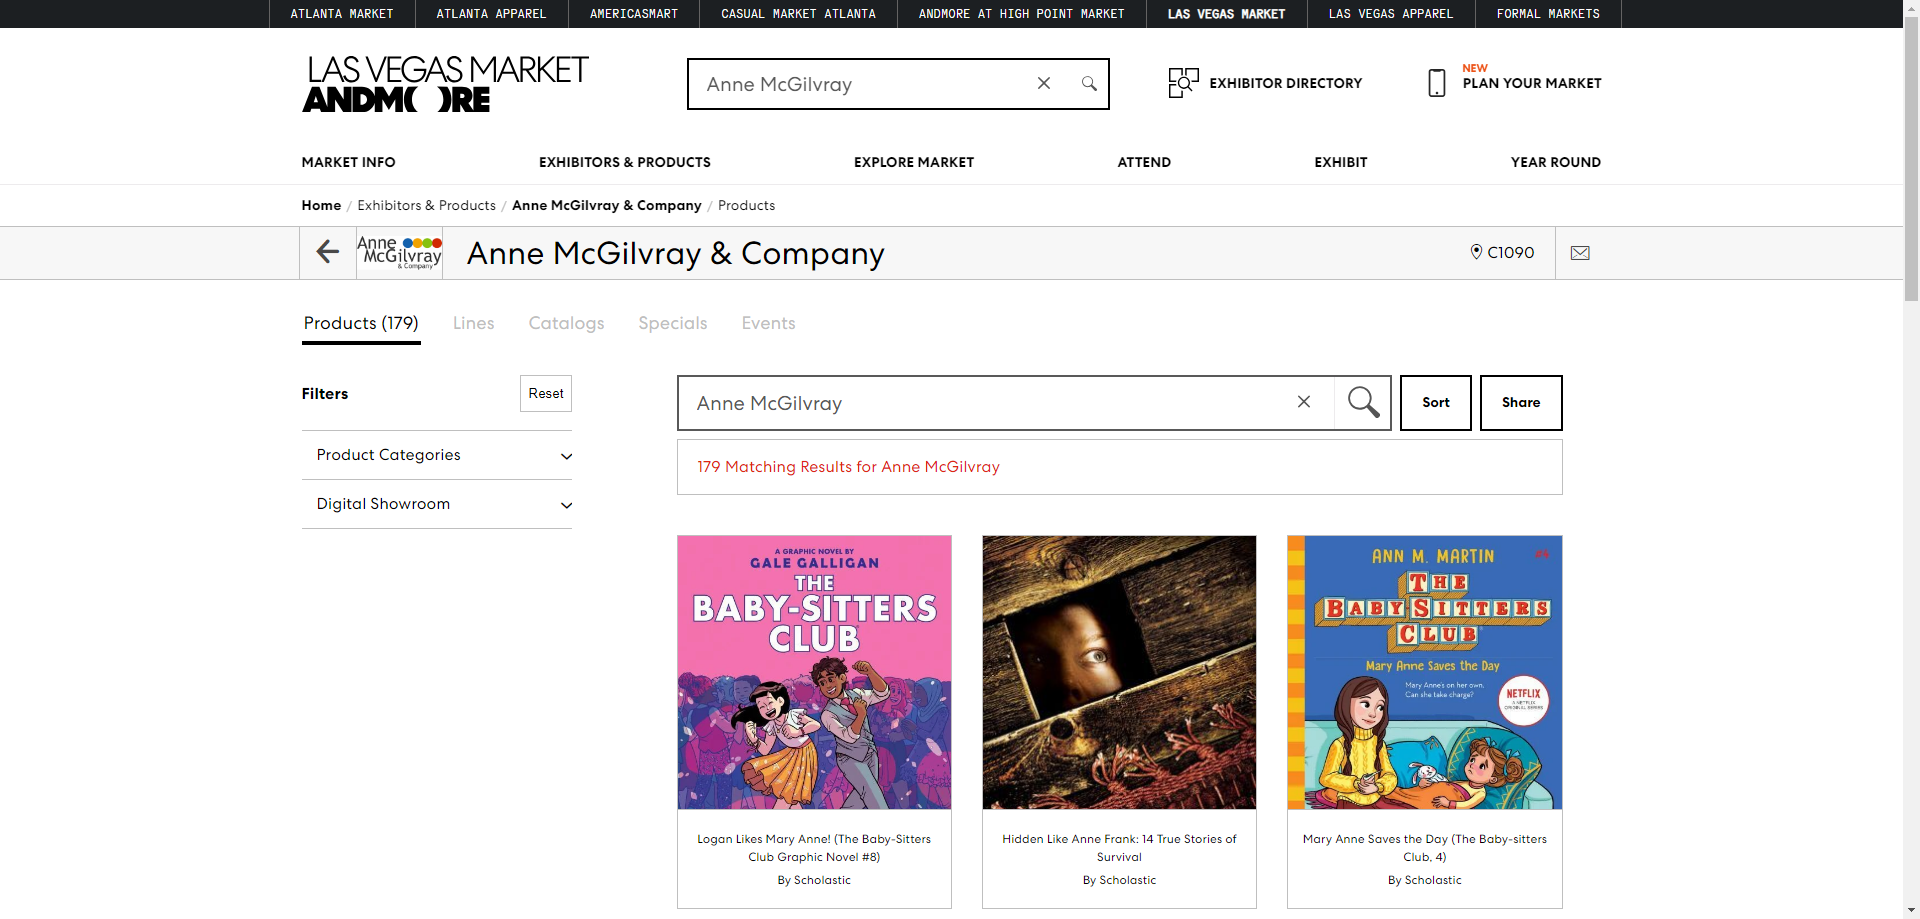 ATLANTA MARKET
ATLANTA APPAREL
AMERICASMART
CASUAL MARKET ATLANTA
ANDMORE AT HIGH POINT MARKET
LAS VEGAS MARKET
LAS VEGAS APPAREL
FORMAL MARKETS
LAS VEGAS MARKET
ANDMORE
Anne McGilvray
EXHIBITOR DIRECTORY
NEW
PLAN YOUR MARKET
MARKET INFO
EXHIBITORS & PRODUCTS
EXPLORE MARKET
ATTEND
EXHIBIT
YEAR ROUND
Home / Exhibitors & Products / Anne McGilvray & Company / Products
Anne
McGilvray
& Company
Anne McGilvray & Company
C1090
Products (179)
Lines
Catalogs
Specials
Events
Filters
Reset
Product Categories
Digital Showroom
Anne McGilvray
Sort
Share
179 Matching Results for Anne McGilvray
A GRAPHIC NOVEL BY
GALE GALLIGAN
THE
BABY-SITTERS
CLUB
Logan Likes Mary Anne! (The Baby-Sitters
Club Graphic Novel #8)
By Scholastic
Hidden Like Anne Frank: 14 True Stories of
Survival
By Scholastic
ANN M. MARTIN
#4
THE
BABY-SITTERS
CLUB
Mary Anne Saves the Day
Mary Anne's on her own.
Can she take charge?
NETFLIX
A NETFLIX
ORIGINAL SERIES
Mary Anne Saves the Day (The Baby-sitters
Club, 4)
By Scholastic